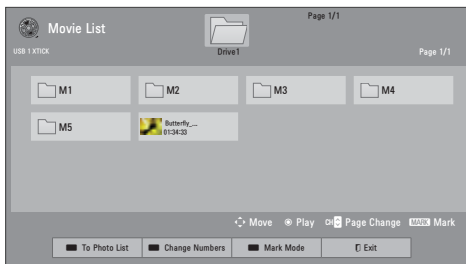 Page 1/1
Movie List
USB 1 XTICK
Drive1
Page 1/1
M1
M2
M3
M4
M5
Butterfly_...
01:34:33
Move
Play
CH
Page Change
MARK
Mark
To Photo List
Change Numbers
Mark Mode
Exit